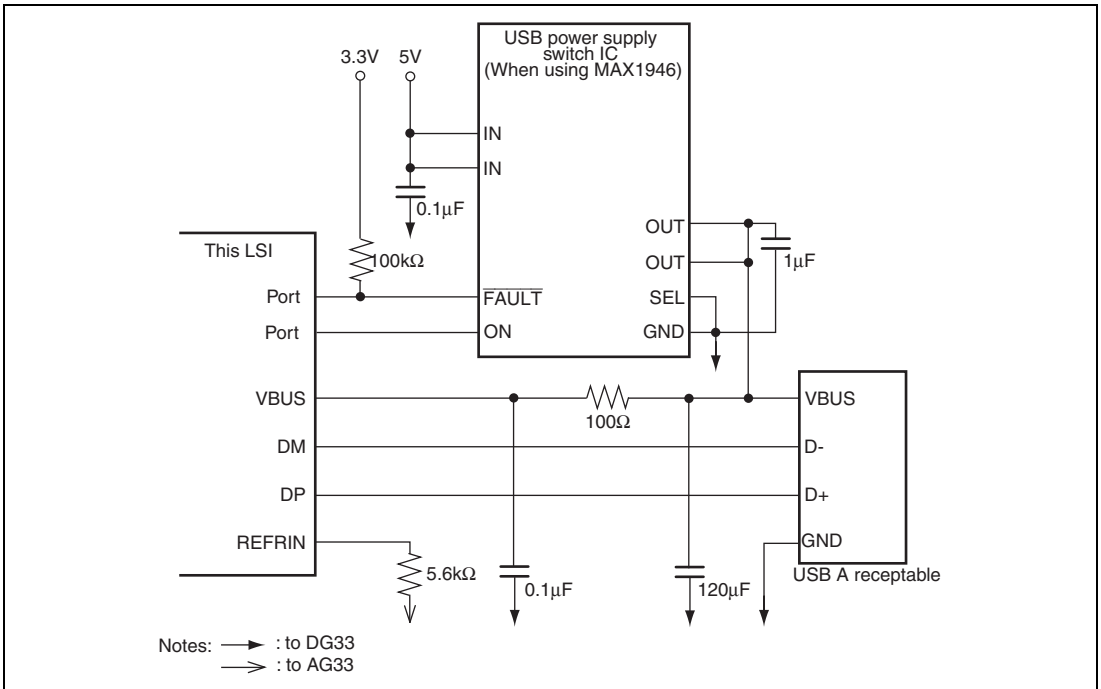 USB power supply
switch IC
(When using MAX1946)
3.3V
5V
IN
IN
0.1μF
This LSI
100kΩ
OUT
OUT
1μF
Port
FAULT
SEL
Port
ON
GND
VBUS
100Ω
VBUS
DM
D-
DP
D+
REFRIN
GND
5.6kΩ
0.1μF
120μF
USB A receptable
Notes: : to DG33
: to AG33